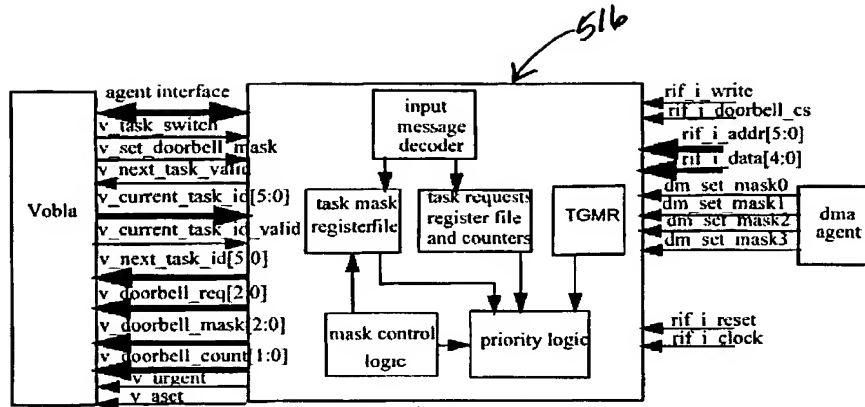 516
Vobla
agent interface
v_task_switch
v_set_doorbell_mask
v_next_task_valid
v_current_task_id[5:0]
v_current_task_id_valid
v_next_task_id[5:0]
v_doorbell_req[2:0]
v_doorbell_mask[2:0]
v_doorbell_count[1:0]
v_urgent
v_aset
input
message
decoder
task mask
registerfile
task requests
register file
and counters
TGMR
mask control
logic
priority logic
rif_i_write
rif_i_doorbell_cs
rif_i_addr[5:0]
rif_i_data[4:0]
dm_set_mask0
dm_set_mask1
dm_set_mask2
dm_set_mask3
dma
agent
rif_i_reset
rif_i_clock